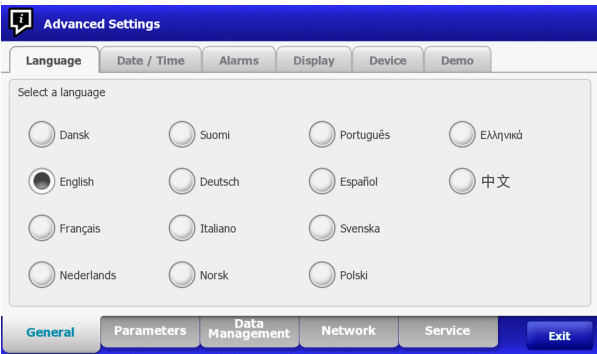 Advanced Settings
Language Date / Time Alarms Display Device Demo
Select a language
Dansk Suomi Português Ελληνικά
English Deutsch Español 中文
Français Italiano Svenska
Nederlands Norsk Polski
General Parameters Data Management Network Service Exit